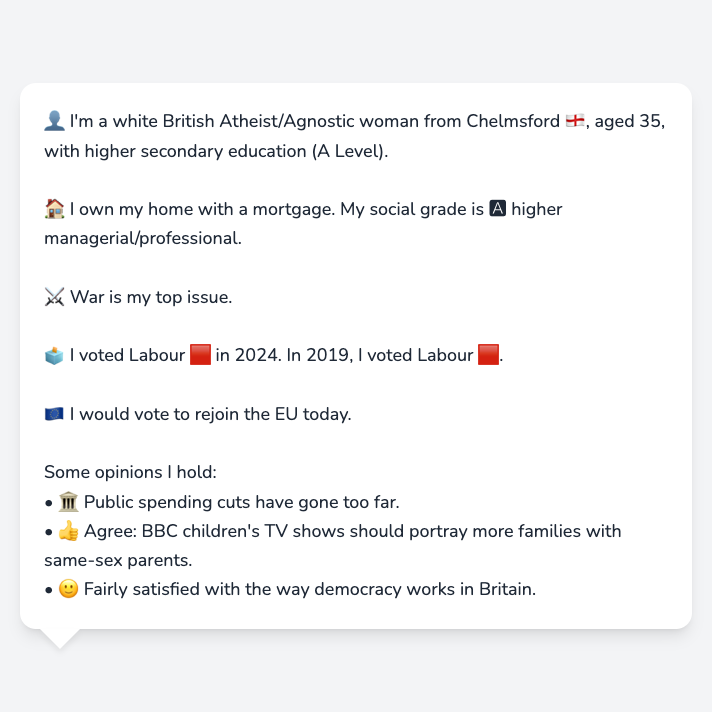 👤 I'm a white British Atheist/Agnostic woman from Chelmsford 🏴󠁧󠁢󠁥󠁮󠁧󠁿, aged 35,
with higher secondary education (A Level).
🏠 I own my home with a mortgage. My social grade is 🅰 higher
managerial/professional.
⚔️ War is my top issue.
🗳️ I voted Labour 🟥 in 2024. In 2019, I voted Labour 🟥.
🇪🇺 I would vote to rejoin the EU today.
Some opinions I hold:
• 🏛️ Public spending cuts have gone too far.
• 👍 Agree: BBC children's TV shows should portray more families with
same-sex parents.
• 🙂 Fairly satisfied with the way democracy works in Britain.